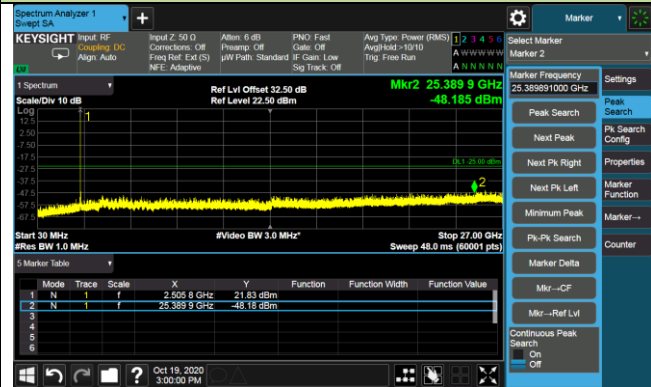 Spectrum Analyzer 1
Swept SA
Marker
KEYSIGHT
Input: RF
Coupling: DC
Align: Auto
Input Z: 50 Ω
Corrections: Off
Freq Ref: Ext (S)
NFE: Adaptive
Atten: 6 dB
Preamp: Off
µW Path: Standard
PNO: Fast
Gate: Off
IF Gain: Low
Sig Track: Off
Avg Type: Power (RMS)
Avg|Hold:>10/10
Trig: Free Run
1 2 3 4 5 6
A W W W W W
A N N N N N
Select Marker
Marker 2
LXI
1 Spectrum
Scale/Div 10 dB
Ref Lvl Offset 32.50 dB
Ref Level 22.50 dBm
Mkr2 25.389 9 GHz
-48.185 dBm
Log
12.5
2.50
-7.50
-17.5
-27.5
-37.5
-47.5
-57.5
-67.5
1
DL1 -25.00 dBm
2
Start 30 MHz
#Res BW 1.0 MHz
#Video BW 3.0 MHz*
Stop 27.00 GHz
Sweep 48.0 ms (60001 pts)
5 Marker Table
Mode Trace Scale X Y Function Function Width Function Value
1 N 1 f 2.505 8 GHz 21.83 dBm
2 N 1 f 25.389 9 GHz -48.18 dBm
3
4
5
6
Marker Frequency
25.389891000 GHz
Peak Search
Next Peak
Next Pk Right
Next Pk Left
Minimum Peak
Pk-Pk Search
Marker Delta
Mkr→CF
Mkr→Ref Lvl
Continuous Peak
Search
On
Off
Settings
Peak
Search
Pk Search
Config
Properties
Marker
Function
Marker→
Counter
Oct 19, 2020
3:00:00 PM